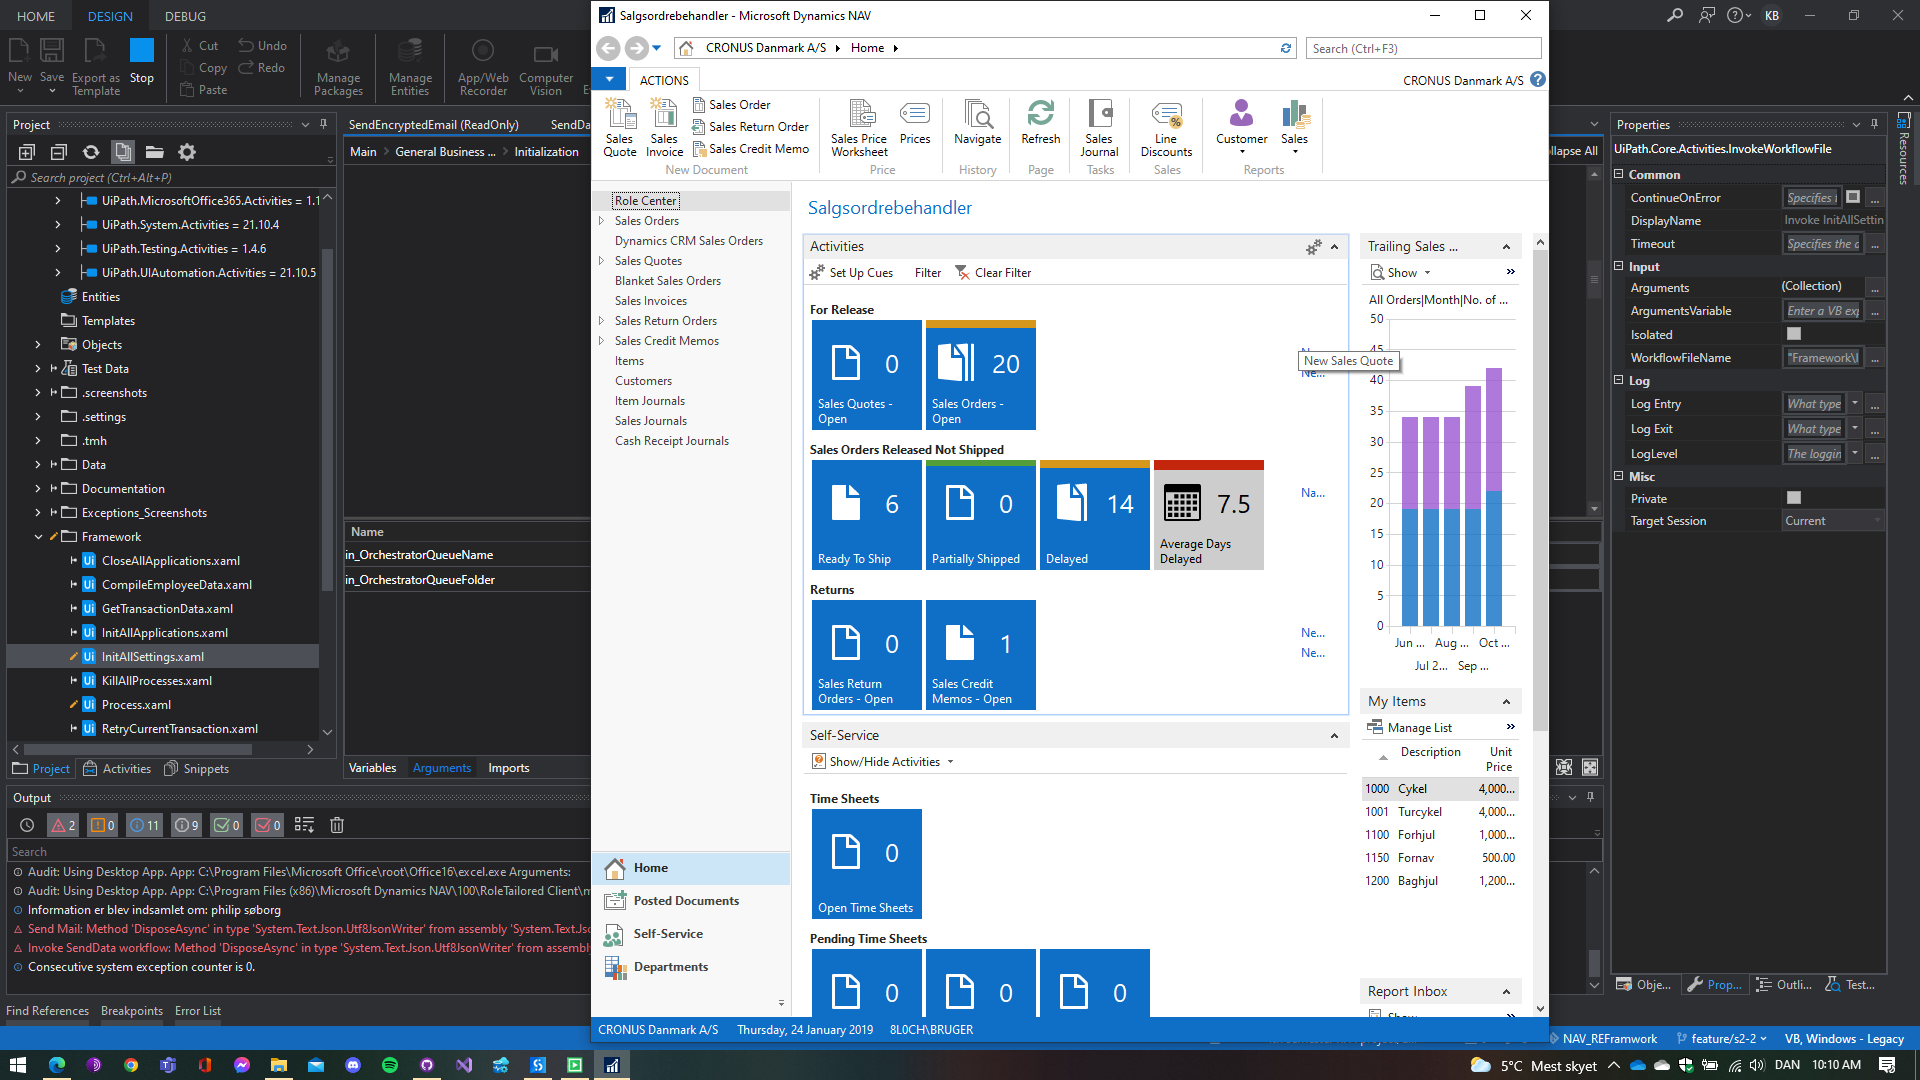 HOME
DESIGN
DEBUG
KB
New
Save
Export as Template
Stop
Cut
Copy
Paste
Undo
Redo
Manage Packages
Manage Entities
App/Web Recorder
Computer Vision
Project
Search project (Ctrl+Alt+P)
UiPath.MicrosoftOffice365.Activities = 1.1
UiPath.System.Activities = 21.10.4
UiPath.Testing.Activities = 1.4.6
UiPath.UIAutomation.Activities = 21.10.5
Entities
Templates
Objects
Test Data
.screenshots
.settings
.tmh
Data
Documentation
Exceptions_Screenshots
Framework
CloseAllApplications.xaml
CompileEmployeeData.xaml
GetTransactionData.xaml
InitAllApplications.xaml
InitAllSettings.xaml
KillAllProcesses.xaml
Process.xaml
RetryCurrentTransaction.xaml
Project
Activities
Snippets
SendEncryptedEmail (ReadOnly)
SendDa
Main > General Business ... > Initialization
Name
in_OrchestratorQueueName
in_OrchestratorQueueFolder
Variables
Arguments
Imports
Output
2
0
11
9
0
0
Search
Audit: Using Desktop App. App: C:\Program Files\Microsoft Office\root\Office16\excel.exe Arguments:
Audit: Using Desktop App. App: C:\Program Files (x86)\Microsoft Dynamics NAV\100\RoleTailored Client\m
Information er blev indsamlet om: philip søborg
Send Mail: Method 'DisposeAsync' in type 'System.Text.Json.Utf8JsonWriter' from assembly 'System.Text.Jso
Invoke SendData workflow: Method 'DisposeAsync' in type 'System.Text.Json.Utf8JsonWriter' from assembly
Consecutive system exception counter is 0.
Find References
Breakpoints
Error List
Salgsordrebehandler - Microsoft Dynamics NAV
CRONUS Danmark A/S
Home
Search (Ctrl+F3)
ACTIONS
CRONUS Danmark A/S
Sales Quote
Sales Invoice
Sales Order
Sales Return Order
Sales Credit Memo
New Document
Sales Price Worksheet
Prices
Price
Navigate
History
Refresh
Page
Sales Journal
Tasks
Line Discounts
Sales
Customer
Sales
Reports
Role Center
Sales Orders
Dynamics CRM Sales Orders
Sales Quotes
Blanket Sales Orders
Sales Invoices
Sales Return Orders
Sales Credit Memos
Items
Customers
Item Journals
Sales Journals
Cash Receipt Journals
Home
Posted Documents
Self-Service
Departments
Salgsordrebehandler
Activities
Set Up Cues
Filter
Clear Filter
For Release
0
Sales Quotes - Open
20
Sales Orders - Open
New Sales Quote
Ne...
Sales Orders Released Not Shipped
6
Ready To Ship
0
Partially Shipped
14
Delayed
7.5
Average Days Delayed
Na...
Returns
0
Sales Return Orders - Open
1
Sales Credit Memos - Open
Ne...
Ne...
Self-Service
Show/Hide Activities
Time Sheets
0
Open Time Sheets
Pending Time Sheets
0
0
0
Trailing Sales ...
Show
All Orders|Month|No. of ...
50
45
40
35
30
25
20
15
10
5
0
Jun ...
Aug ...
Oct ...
Jul 2...
Sep ...
My Items
Manage List
Description
Unit Price
1000 Cykel 4,000...
1001 Turcykel 4,000...
1100 Forhjul 1,000...
1150 Fornav 500.00
1200 Baghjul 1,200...
Report Inbox
CRONUS Danmark A/S
Thursday, 24 January 2019
8L0CH\BRUGER
llapse All
Properties
UiPath.Core.Activities.InvokeWorkflowFile
Common
ContinueOnError
Specifies i
DisplayName
Invoke InitAllSettin
Timeout
Specifies the a
Input
Arguments
(Collection)
ArgumentsVariable
Enter a VB exp
Isolated
WorkflowFileName
"Framework\I
Log
Log Entry
What type
Log Exit
What type
LogLevel
The loggin
Misc
Private
Target Session
Current
Resources
Obje...
Prop...
Outli...
Test...
NAV_REFramwork
feature/s2-2
VB, Windows - Legacy
5°C Mest skyet
DAN
10:10 AM